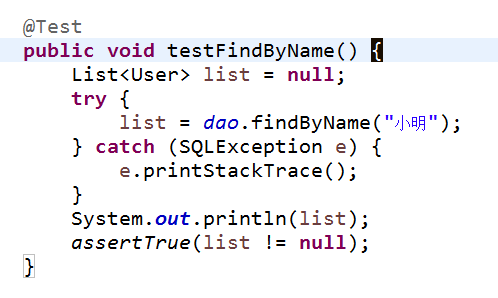 @Test
public void testFindByName() {
    List<User> list = null;
    try {
        list = dao.findByName("小明");
    } catch (SQLException e) {
        e.printStackTrace();
    }
    System.out.println(list);
    assertTrue(list != null);
}